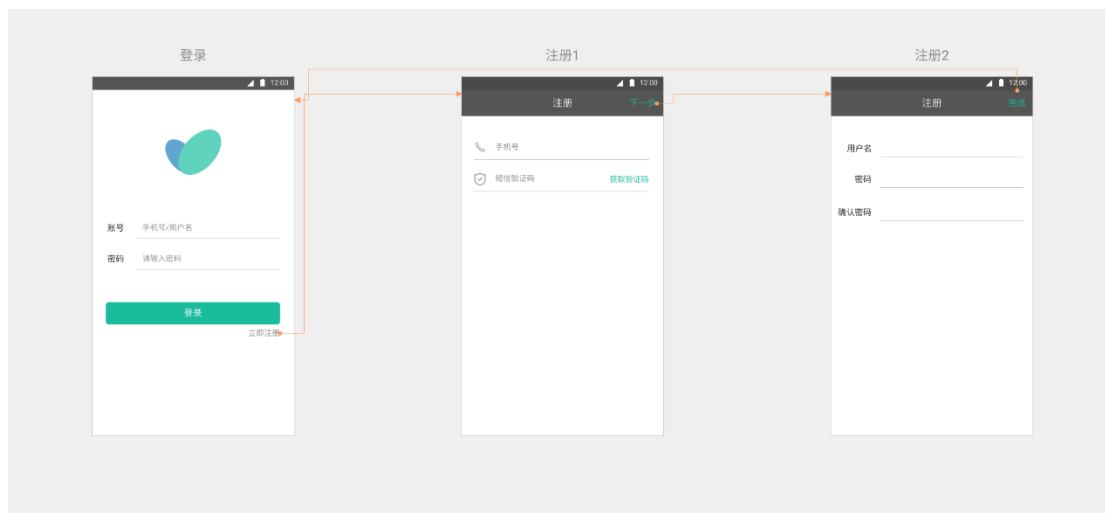 登录
注册1
注册2
12:00
12:00
12:00
注册
下一步
注册
完成
手机号
短信验证码
获取验证码
用户名
密码
确认密码
账号
手机号/用户名
密码
请输入密码
登录
立即注册